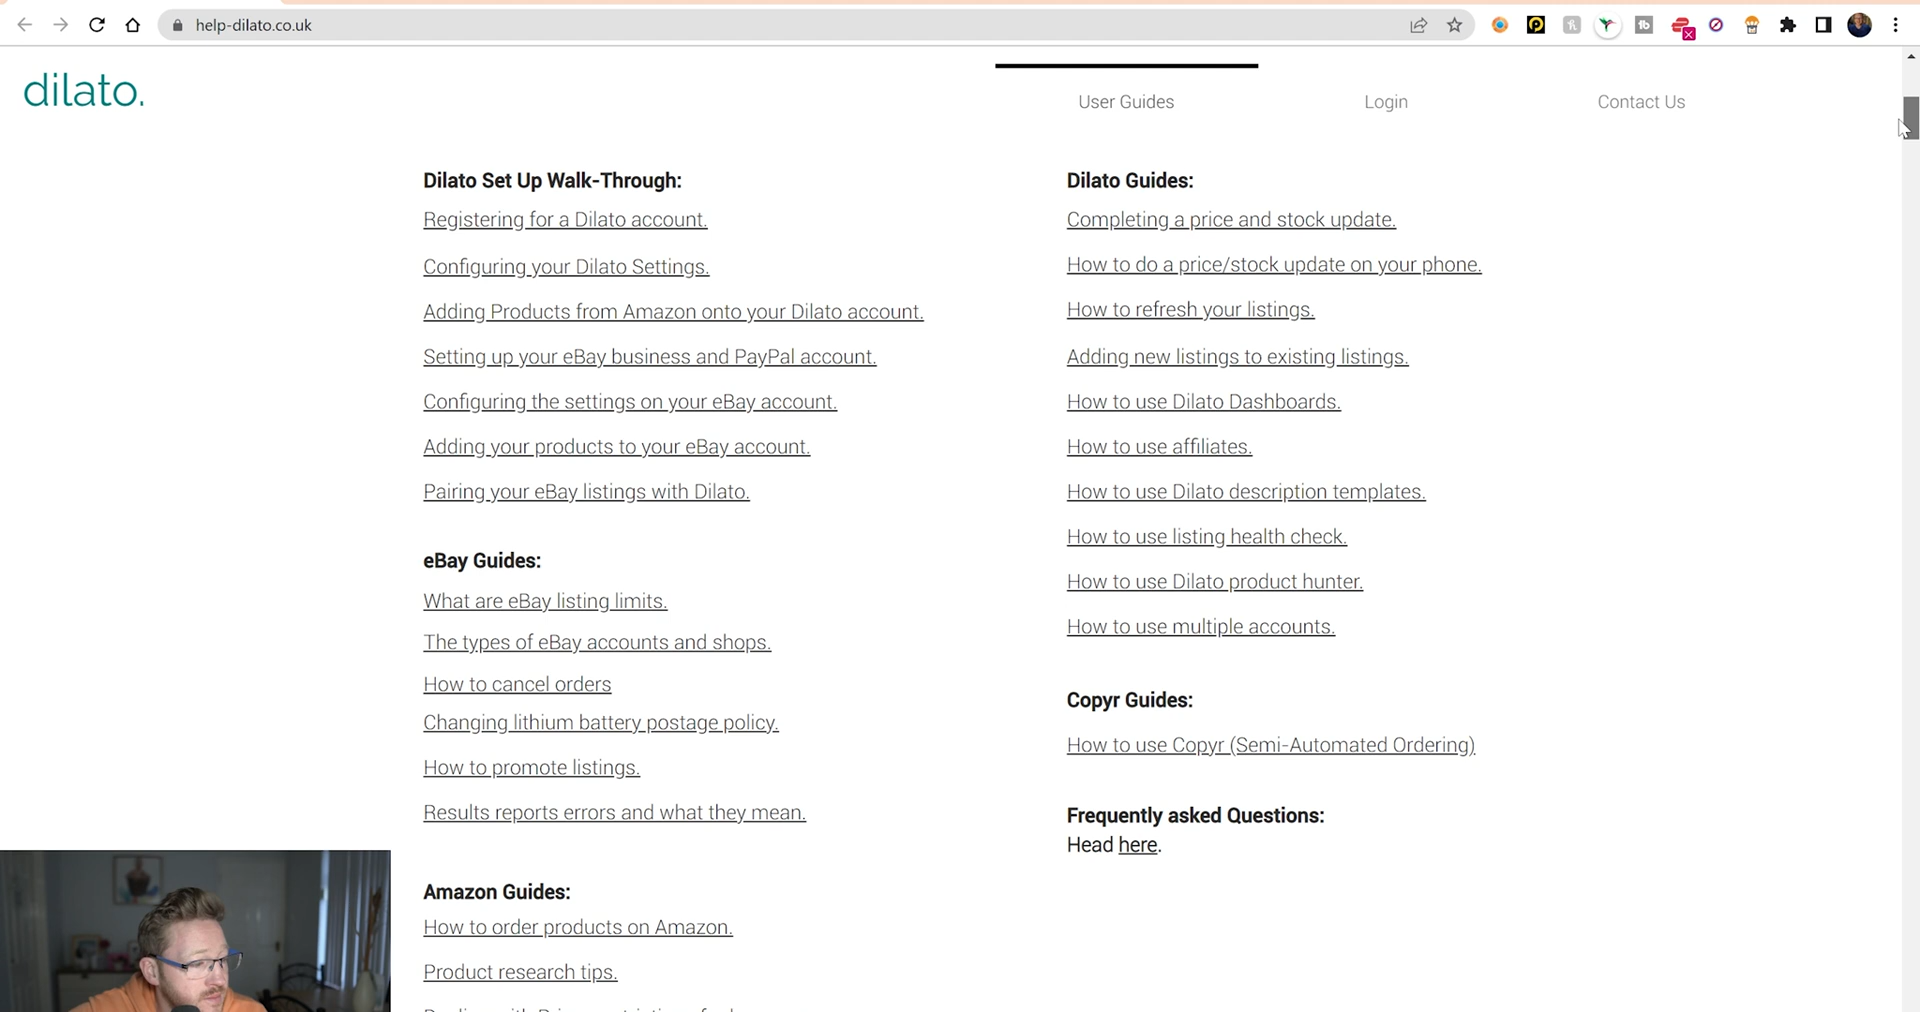 help-dilato.co.uk
dilato.
User Guides
Login
Contact Us
Dilato Set Up Walk-Through:
Registering for a Dilato account.
Configuring your Dilato Settings.
Adding Products from Amazon onto your Dilato account.
Setting up your eBay business and PayPal account.
Configuring the settings on your eBay account.
Adding your products to your eBay account.
Pairing your eBay listings with Dilato.
eBay Guides:
What are eBay listing limits.
The types of eBay accounts and shops.
How to cancel orders
Changing lithium battery postage policy.
How to promote listings.
Results reports errors and what they mean.
Amazon Guides:
How to order products on Amazon.
Product research tips.
Dilato Guides:
Completing a price and stock update.
How to do a price/stock update on your phone.
How to refresh your listings.
Adding new listings to existing listings.
How to use Dilato Dashboards.
How to use affiliates.
How to use Dilato description templates.
How to use listing health check.
How to use Dilato product hunter.
How to use multiple accounts.
Copyr Guides:
How to use Copyr (Semi-Automated Ordering)
Frequently asked Questions:
Head here.